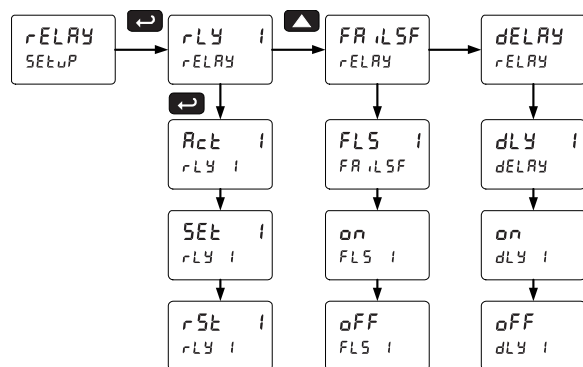 rELAY
SEtuP
rLY 1
rELAY
FAiLSF
rELAY
dELAY
rELAY
Act 1
rLY 1
FLS 1
FAiLSF
dLY 1
dELAY
SEt 1
rLY 1
on
FLS 1
on
dLY 1
rSt 1
rLY 1
oFF
FLS 1
oFF
dLY 1